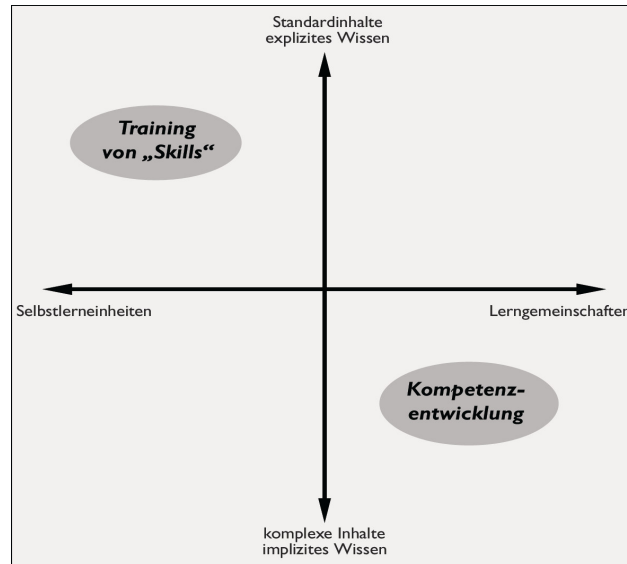 Standardinhalte
explizites Wissen
Training
von „Skills“
Selbstlerneinheiten
Lerngemeinschaften
Kompetenz-
entwicklung
komplexe Inhalte
implizites Wissen